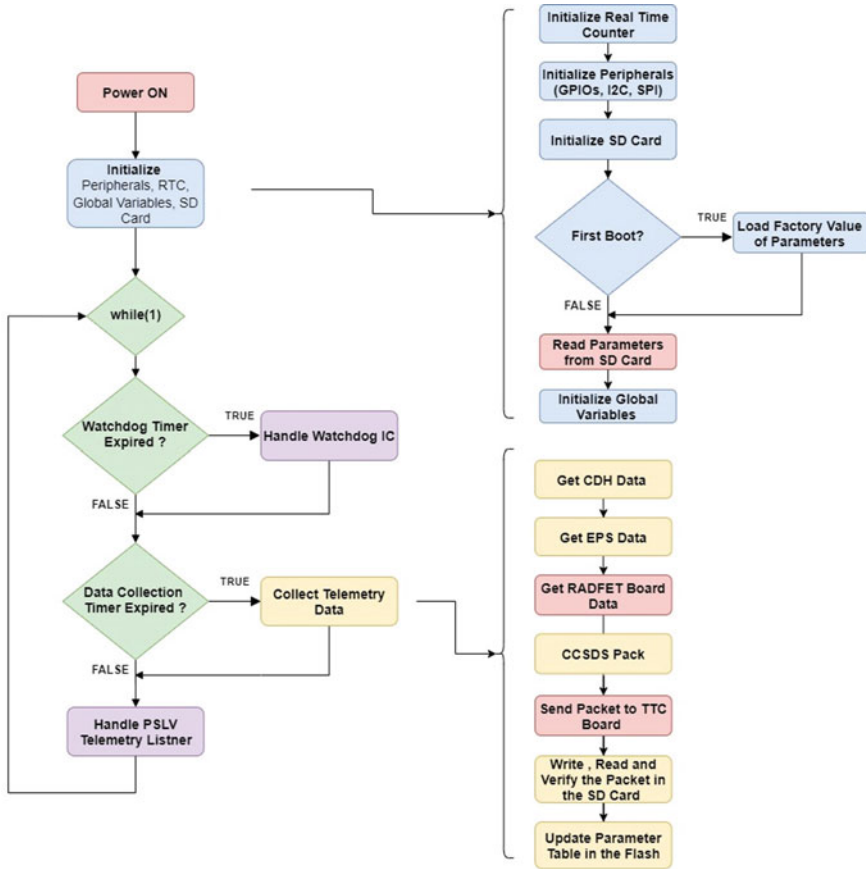 Power ON
Initialize
Peripherals, RTC,
Global Variables, SD
Card
while(1)
Watchdog Timer
Expired ?
TRUE
Handle Watchdog IC
FALSE
Data Collection
Timer Expired ?
TRUE
Collect Telemetry
Data
FALSE
Handle PSLV
Telemetry Listner
Initialize Real Time
Counter
Initialize Peripherals
(GPIOs, I2C, SPI)
Initialize SD Card
First Boot?
TRUE
Load Factory Value
of Parameters
FALSE
Read Parameters
from SD Card
Initialize Global
Variables
Get CDH Data
Get EPS Data
Get RADFET Board
Data
CCSDS Pack
Send Packet to TTC
Board
Write , Read and
Verify the Packet in
the SD Card
Update Parameter
Table in the Flash